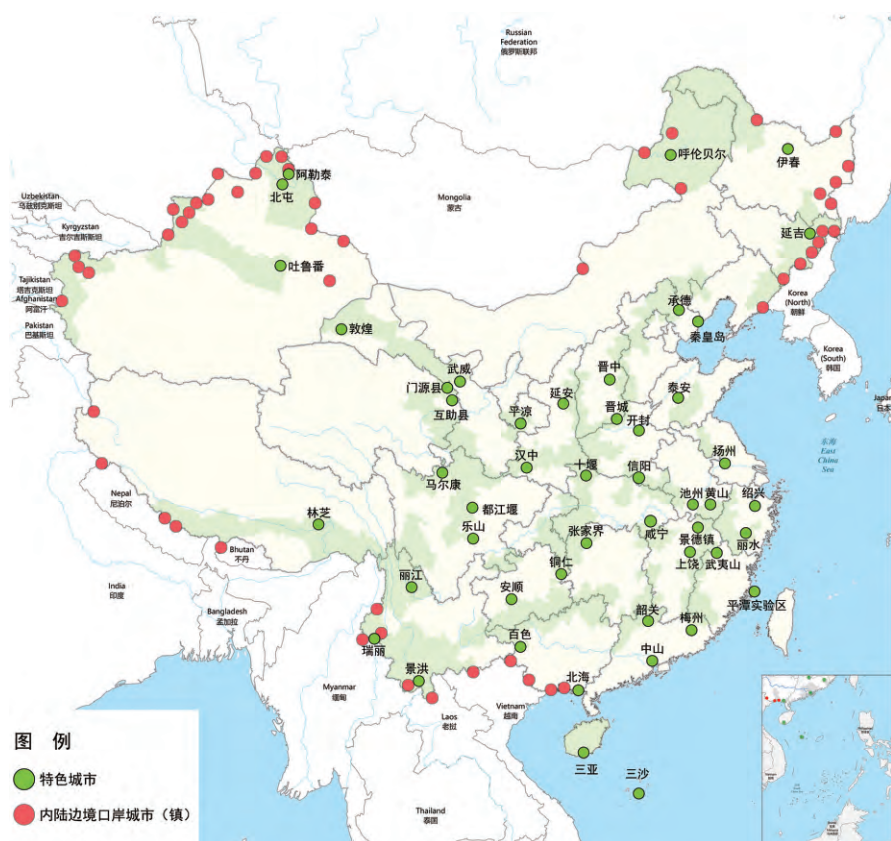 Russian
Federation
俄罗斯联邦
呼伦贝尔
伊春
阿勒泰
北屯
Mongolia
蒙古
Uzbekistan
乌兹别克斯坦
Kyrgyzstan
吉尔吉斯斯坦
延吉
吐鲁番
Tajikistan
塔吉克斯坦
Afghanistan
阿富汗
Pakistan
巴基斯坦
Korea
(North)
朝鲜
承德
秦皇岛
敦煌
Korea
(South)
韩国
武威
晋中
门源县
延安
泰安
互助县
平凉
晋城
开封
Japan
东海
East
China
Sea
汉中
十堰
信阳
扬州
马尔康
Nepal
尼泊尔
林芝
都江堰
池州
黄山
绍兴
乐山
张家界
咸宁
景德镇
丽水
Bhutan
不丹
上饶
武夷山
铜仁
India
印度
丽江
安顺
平潭实验区
Bangladesh
孟加拉
韶关
梅州
百色
瑞丽
中山
景洪
北海
Myanmar
缅甸
Laos
老挝
Vietnam
越南
图 例
三亚
三沙
特色城市
内陆边境口岸城市（镇）
Thailand
泰国